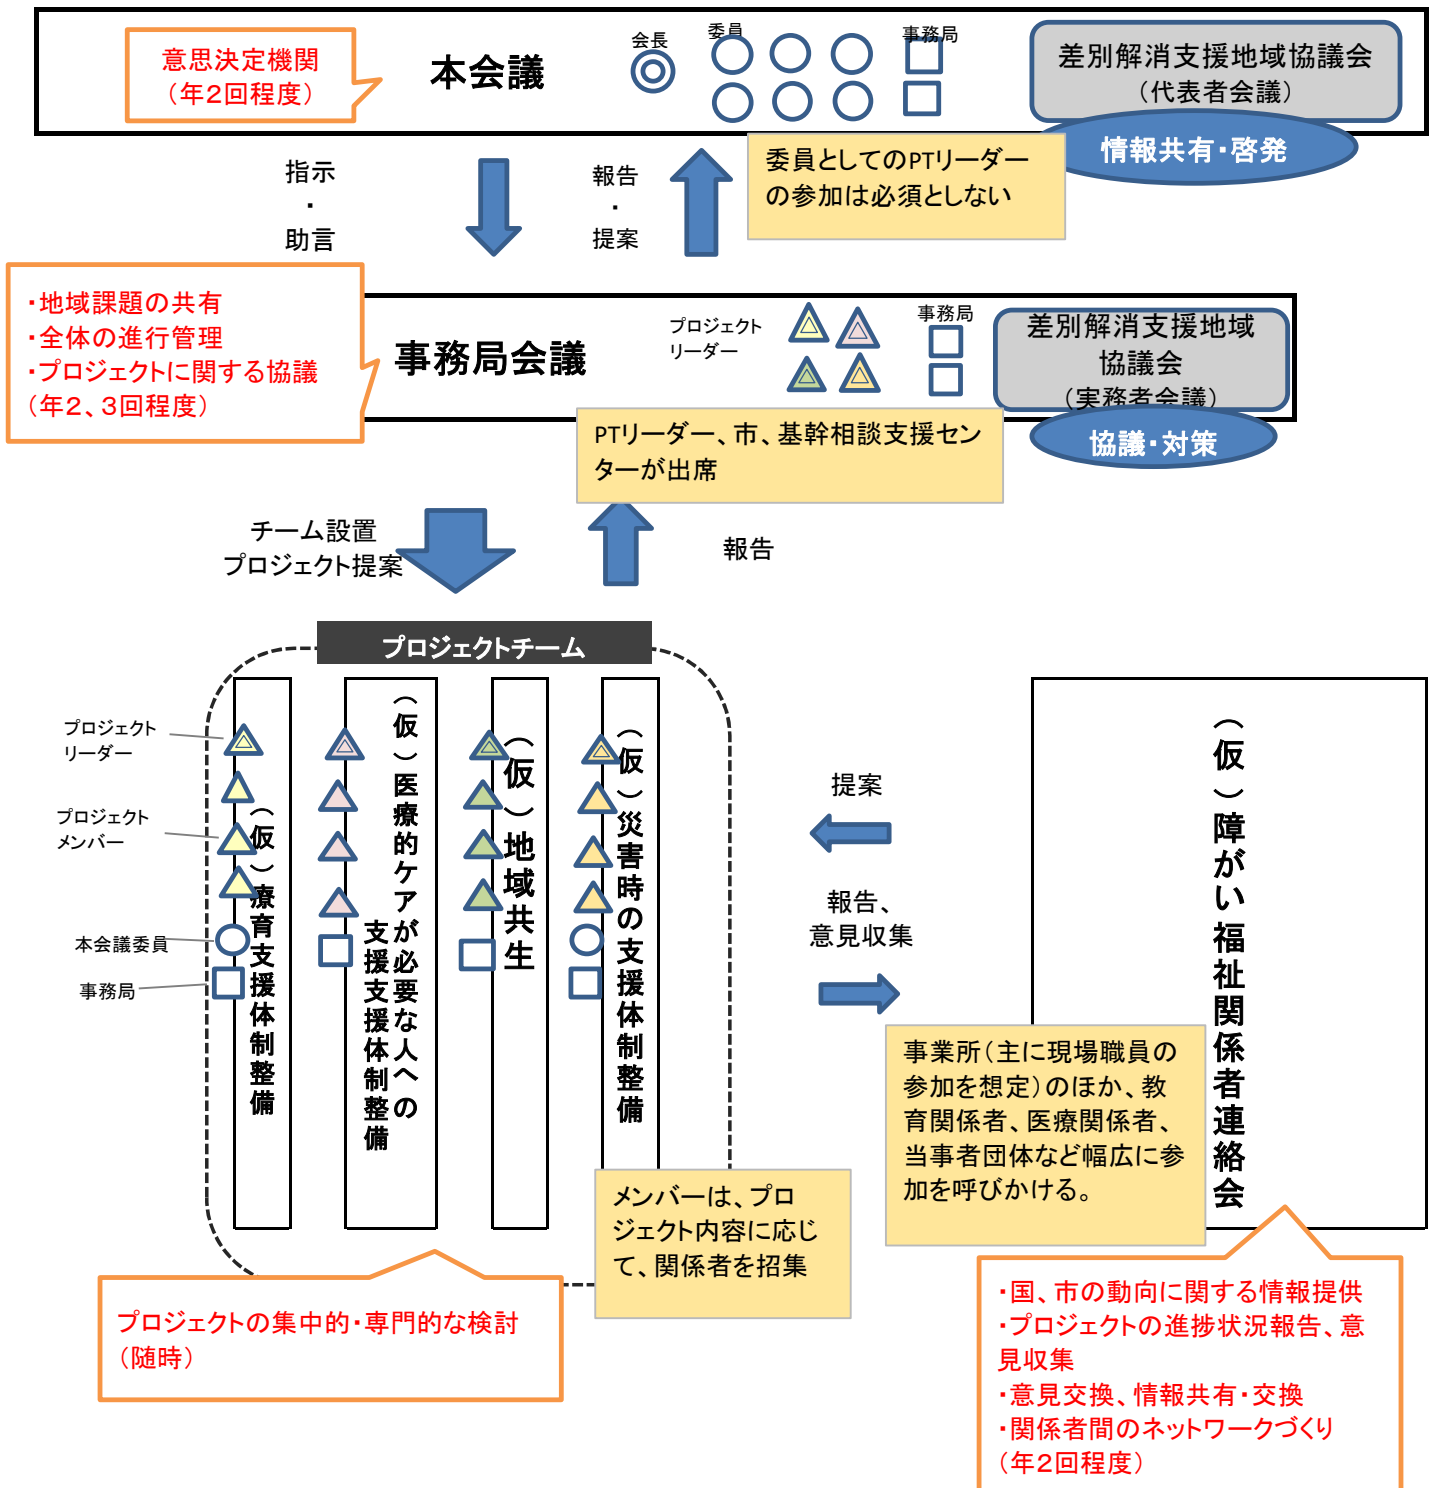 意思決定機関
（年２回程度）
本会議
会長
委員
事務局
差別解消支援地域協議会
（代表者会議）
情報共有・啓発
委員としてのPTリーダー
の参加は必須としない
指示
・
助言
報告
・
提案
・地域課題の共有
・全体の進行管理
・プロジェクトに関する協議
（年２、３回程度）
事務局会議
プロジェクト
リーダー
事務局
差別解消支援地域
協議会
（実務者会議）
協議・対策
PTリーダー、市、基幹相談支援セン
ターが出席
チーム設置
プロジェクト提案
報告
プロジェクトチーム
プロジェクト
リーダー
プロジェクト
メンバー
本会議委員
事務局
（仮）療育支援体制整備
（仮）医療的ケアが必要な人への
支援支援体制整備
（仮）地域共生
（仮）災害時の支援体制整備
メンバーは、プロ
ジェクト内容に応じ
て、関係者を招集
プロジェクトの集中的・専門的な検討
（随時）
提案
報告、
意見収集
（仮）障がい福祉関係者連絡会
事業所（主に現場職員の
参加を想定）のほか、教
育関係者、医療関係者、
当事者団体など幅広に参
加を呼びかける。
・国、市の動向に関する情報提供
・プロジェクトの進捗状況報告、意
見収集
・意見交換、情報共有・交換
・関係者間のネットワークづくり
（年２回程度）